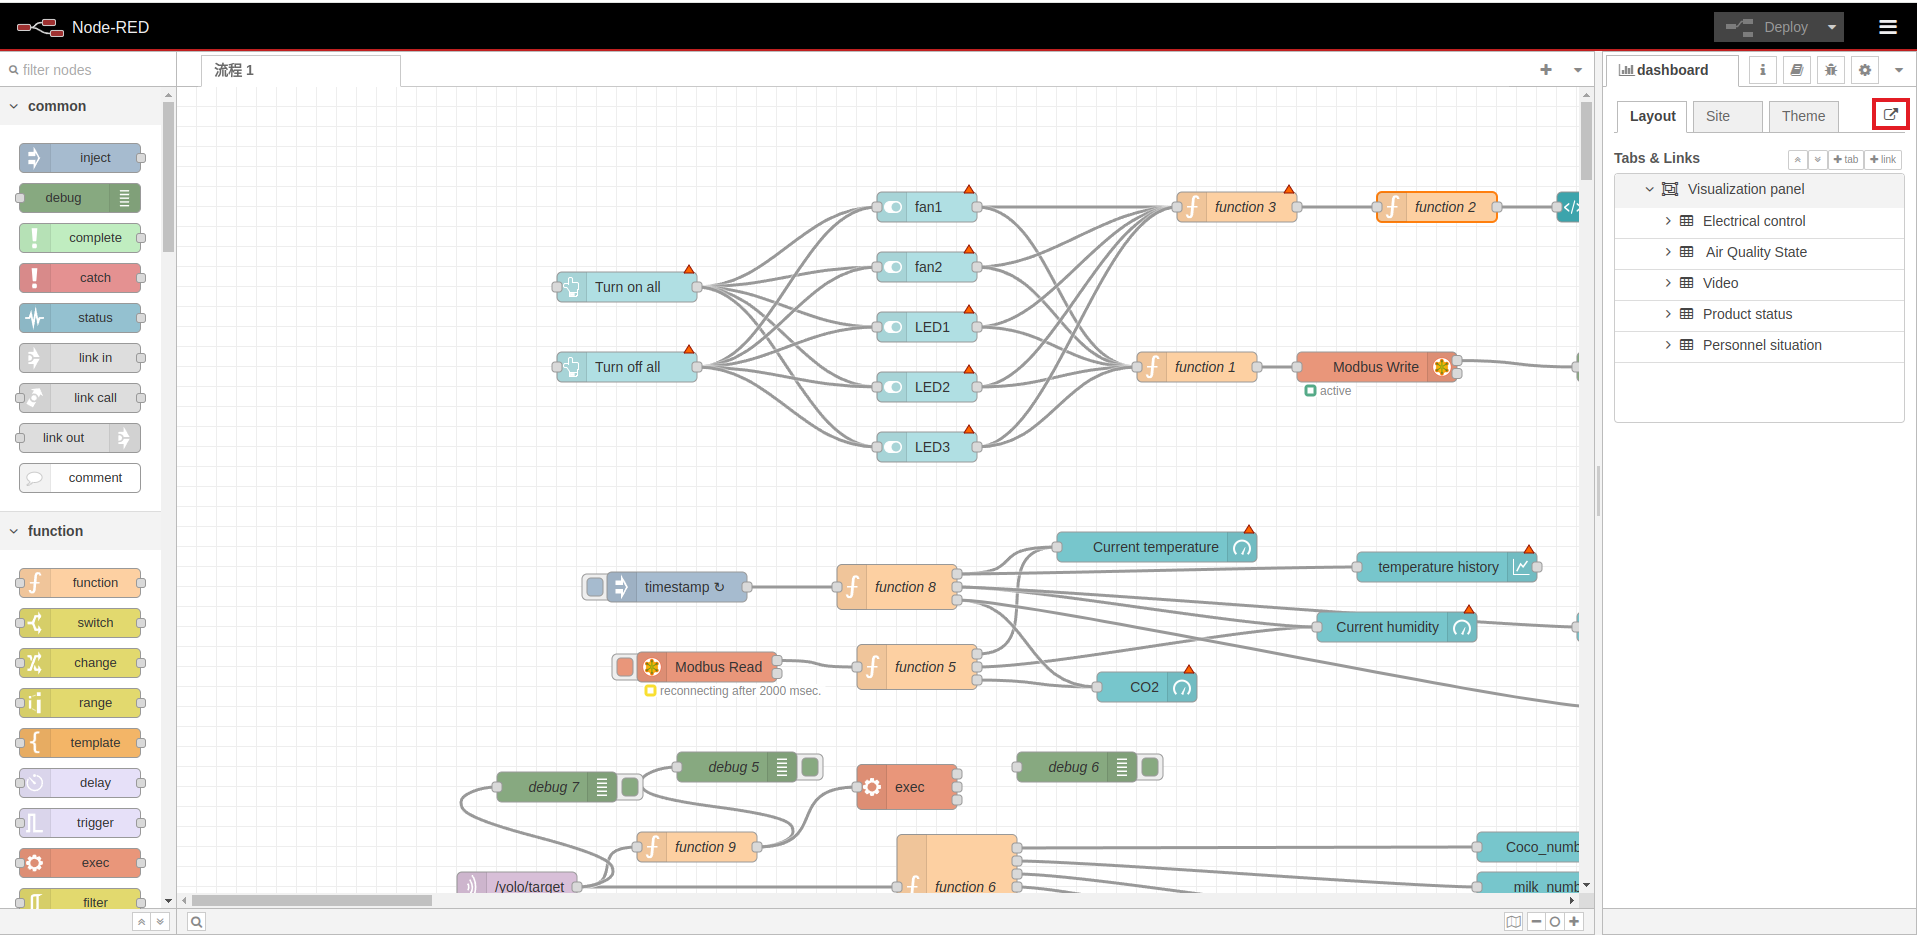 Node-RED
Deploy
filter nodes
流程 1
dashboard
common
inject
debug
complete
catch
status
link in
link call
link out
comment
function
function
switch
change
range
template
delay
trigger
exec
filter
Turn on all
Turn off all
fan1
fan2
LED1
LED2
LED3
function 3
function 2
function 1
Modbus Write
active
Current temperature
temperature history
timestamp ↻
function 8
Current humidity
Modbus Read
reconnecting after 2000 msec.
function 5
CO2
debug 5
debug 6
debug 7
exec
function 9
Coco_numb
/yolo/target
function 6
milk_numb
Layout
Site
Theme
Tabs & Links
tab
link
Visualization panel
Electrical control
Air Quality State
Video
Product status
Personnel situation